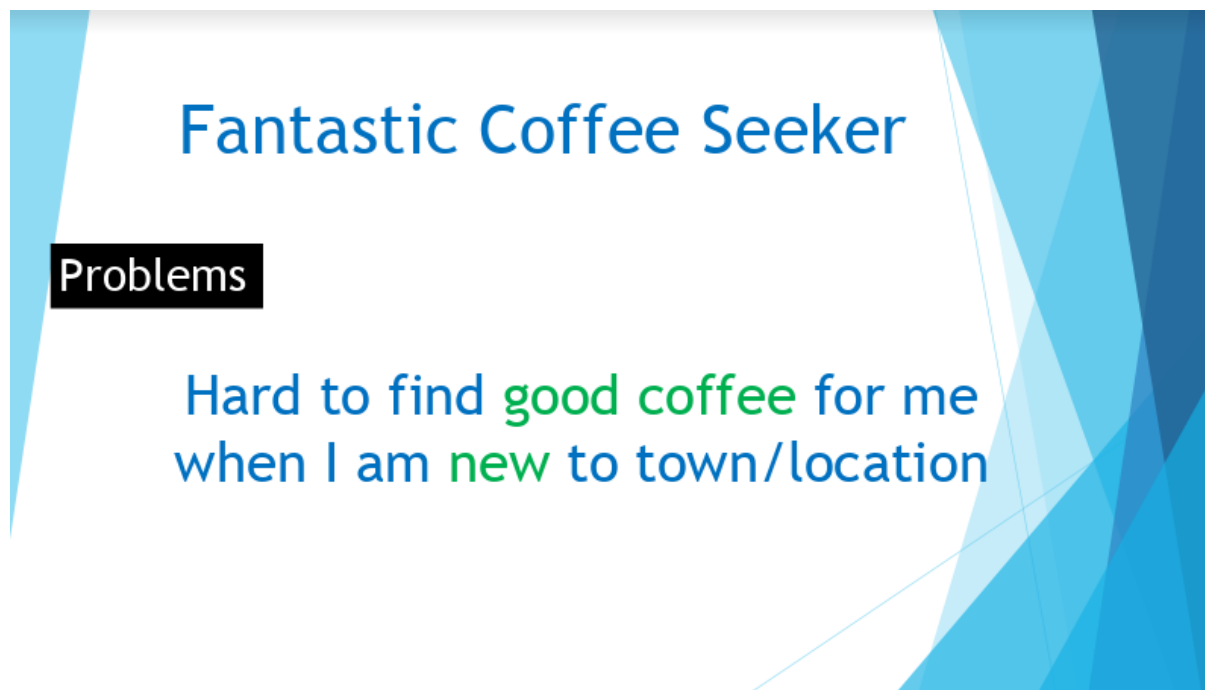 Fantastic Coffee Seeker
Problems
Hard to find good coffee for me
when I am new to town/location